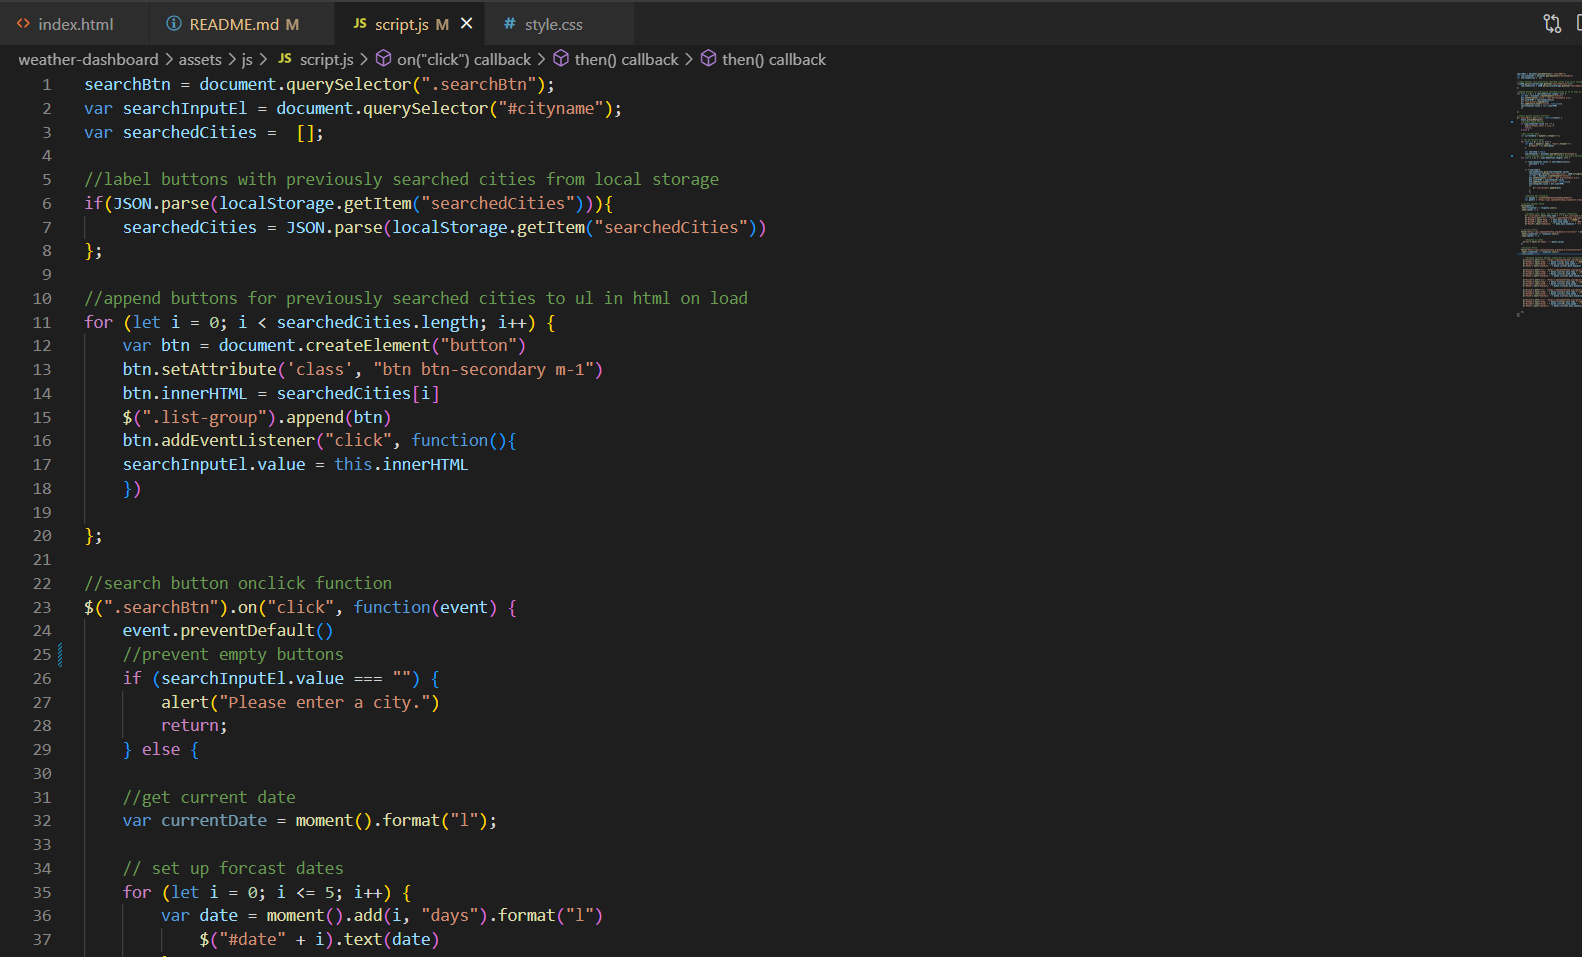 index.html README.md M JS script.js M # style.css
weather-dashboard > assets > js > JS script.js > on("click") callback > then() callback > then() callback
1 searchBtn = document.querySelector(".searchBtn");
2 var searchInputEl = document.querySelector("#cityname");
3 var searchedCities =  [];
4
5 //label buttons with previously searched cities from local storage
6 if(JSON.parse(localStorage.getItem("searchedCities"))){
7     searchedCities = JSON.parse(localStorage.getItem("searchedCities"))
8 };
9
10 //append buttons for previously searched cities to ul in html on load
11 for (let i = 0; i < searchedCities.length; i++) {
12     var btn = document.createElement("button")
13     btn.setAttribute('class', "btn btn-secondary m-1")
14     btn.innerHTML = searchedCities[i]
15     $(".list-group").append(btn)
16     btn.addEventListener("click", function(){
17     searchInputEl.value = this.innerHTML
18     })
19
20 };
21
22 //search button onclick function
23 $(".searchBtn").on("click", function(event) {
24     event.preventDefault()
25     //prevent empty buttons
26     if (searchInputEl.value === "") {
27         alert("Please enter a city.")
28         return;
29     } else {
30
31     //get current date
32     var currentDate = moment().format("l");
33
34     // set up forcast dates
35     for (let i = 0; i <= 5; i++) {
36         var date = moment().add(i, "days").format("l")
37             $("#date" + i).text(date)